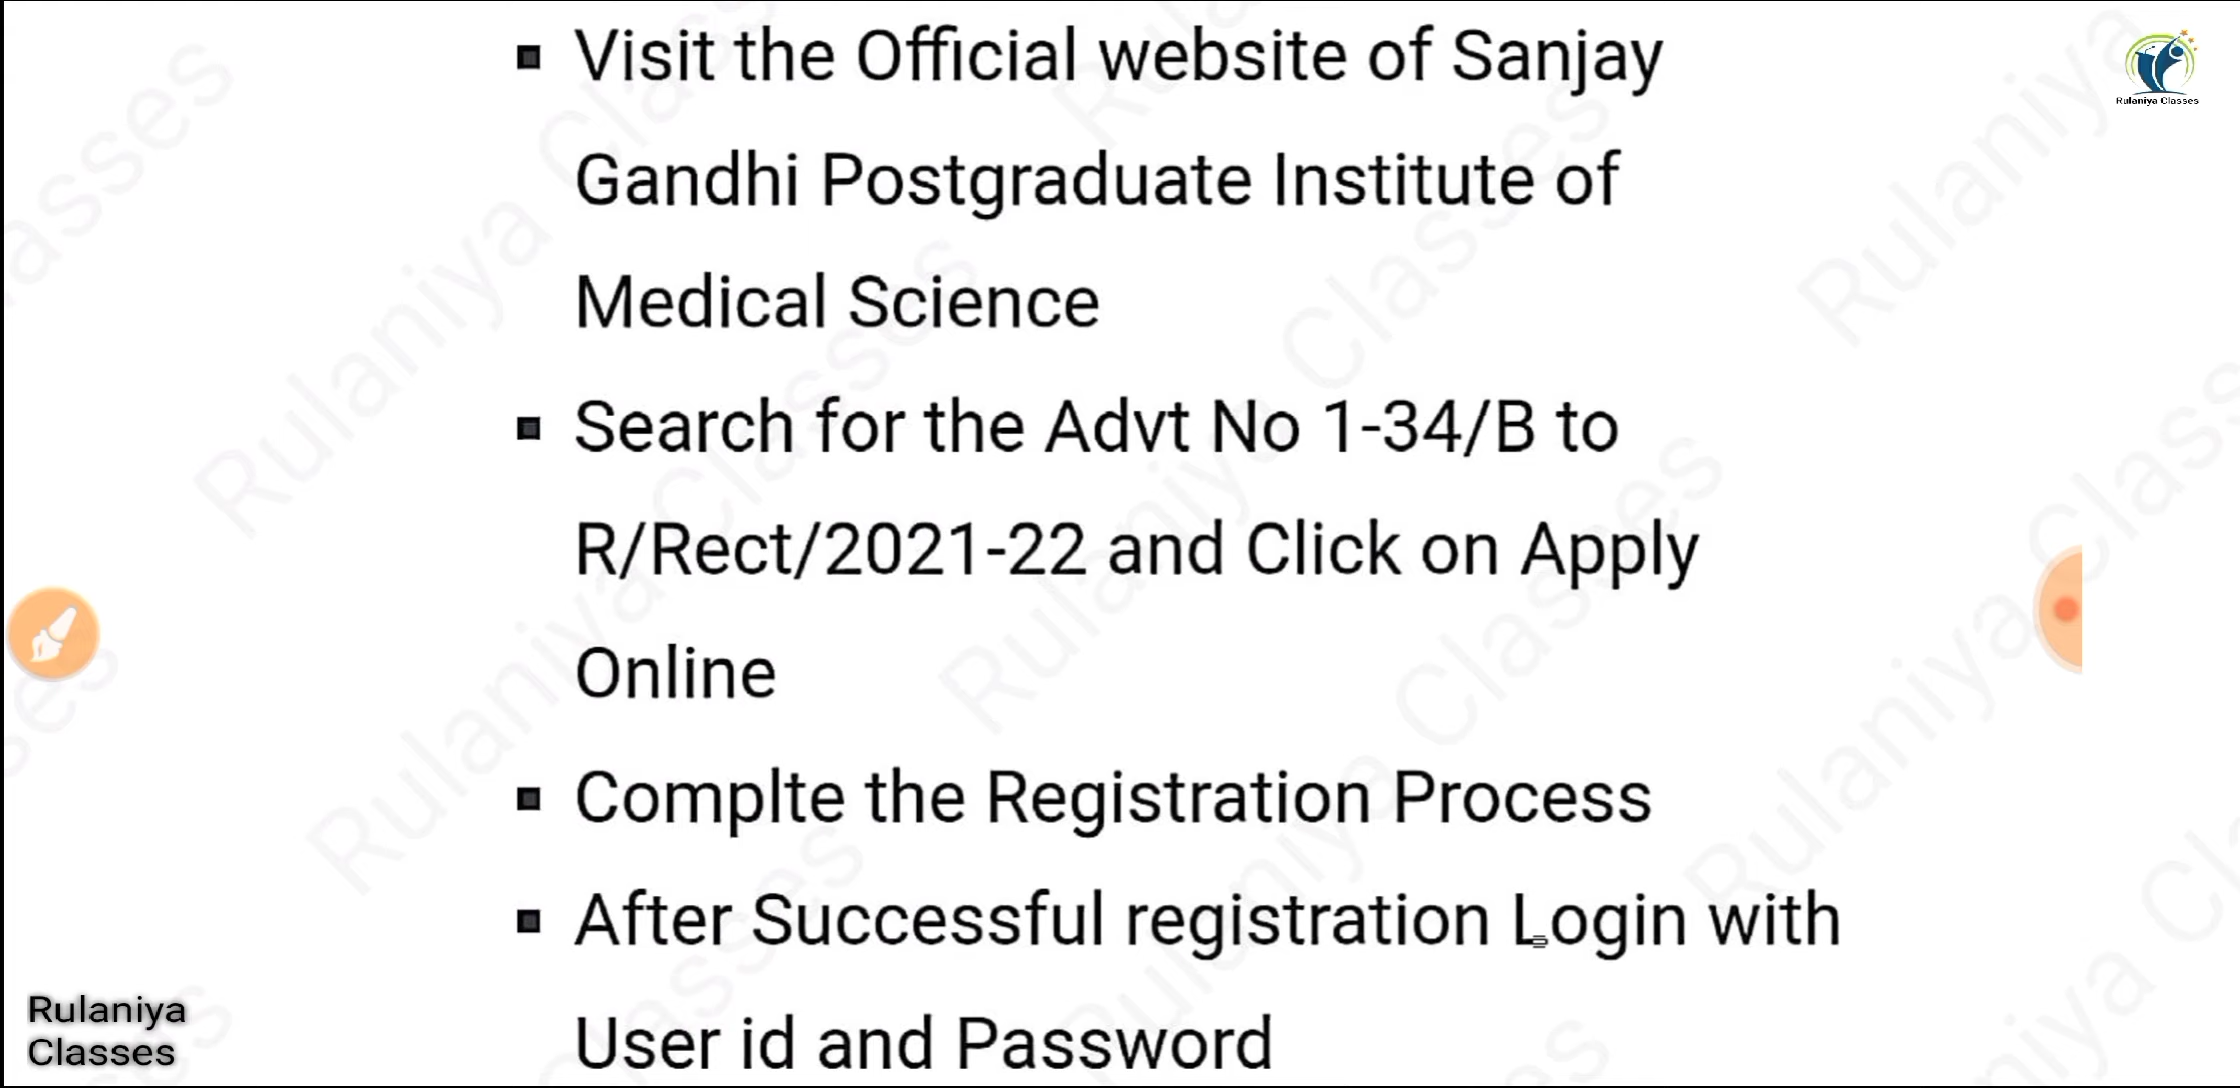 Visit the Official website of Sanjay
Gandhi Postgraduate Institute of
Medical Science
Search for the Advt No 1-34/B to
R/Rect/2021-22 and Click on Apply
Online
Complte the Registration Process
After Successful registration Login with
User id and Password
Rulaniya Classes
Rulaniya
Classes